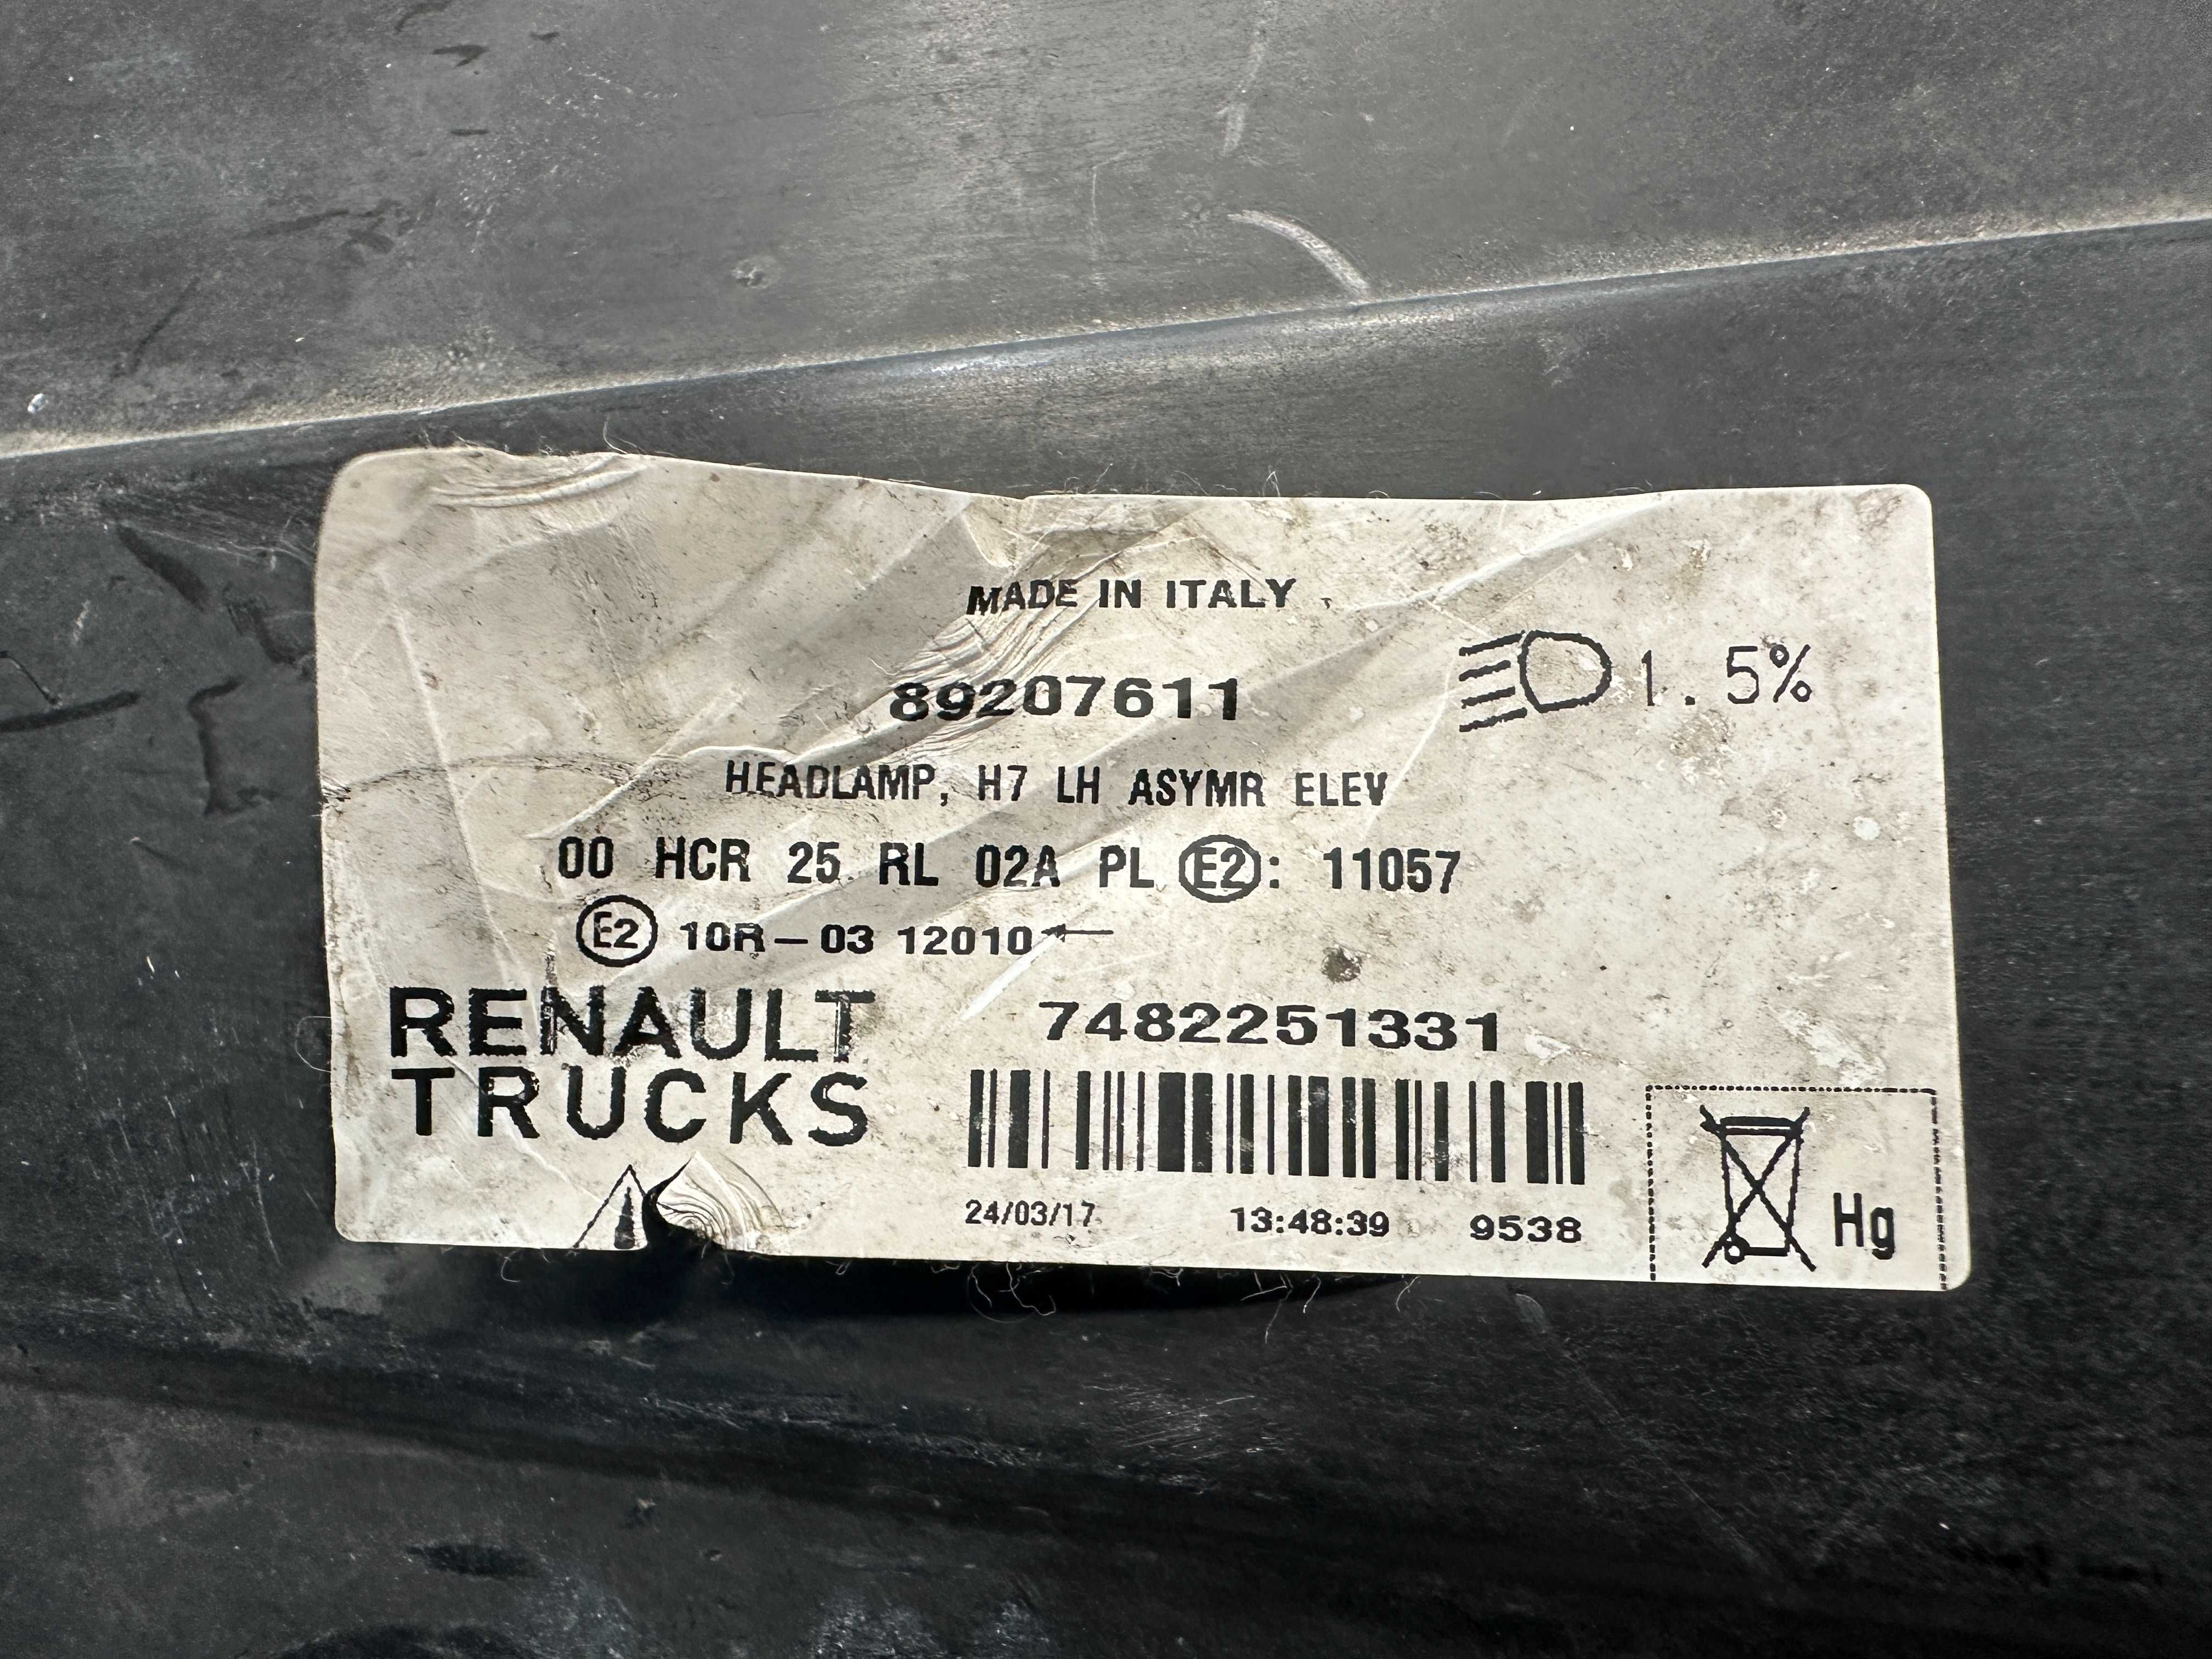 MADE IN ITALY
89207611
1.5%
HEADLAMP, H7 LH ASYMR ELEV
00 HCR 25 RL 02A PL E2: 11057
E2 10R-03 12010←
RENAULT
TRUCKS
7482251331
24/03/17 13:48:39 9538
Hg